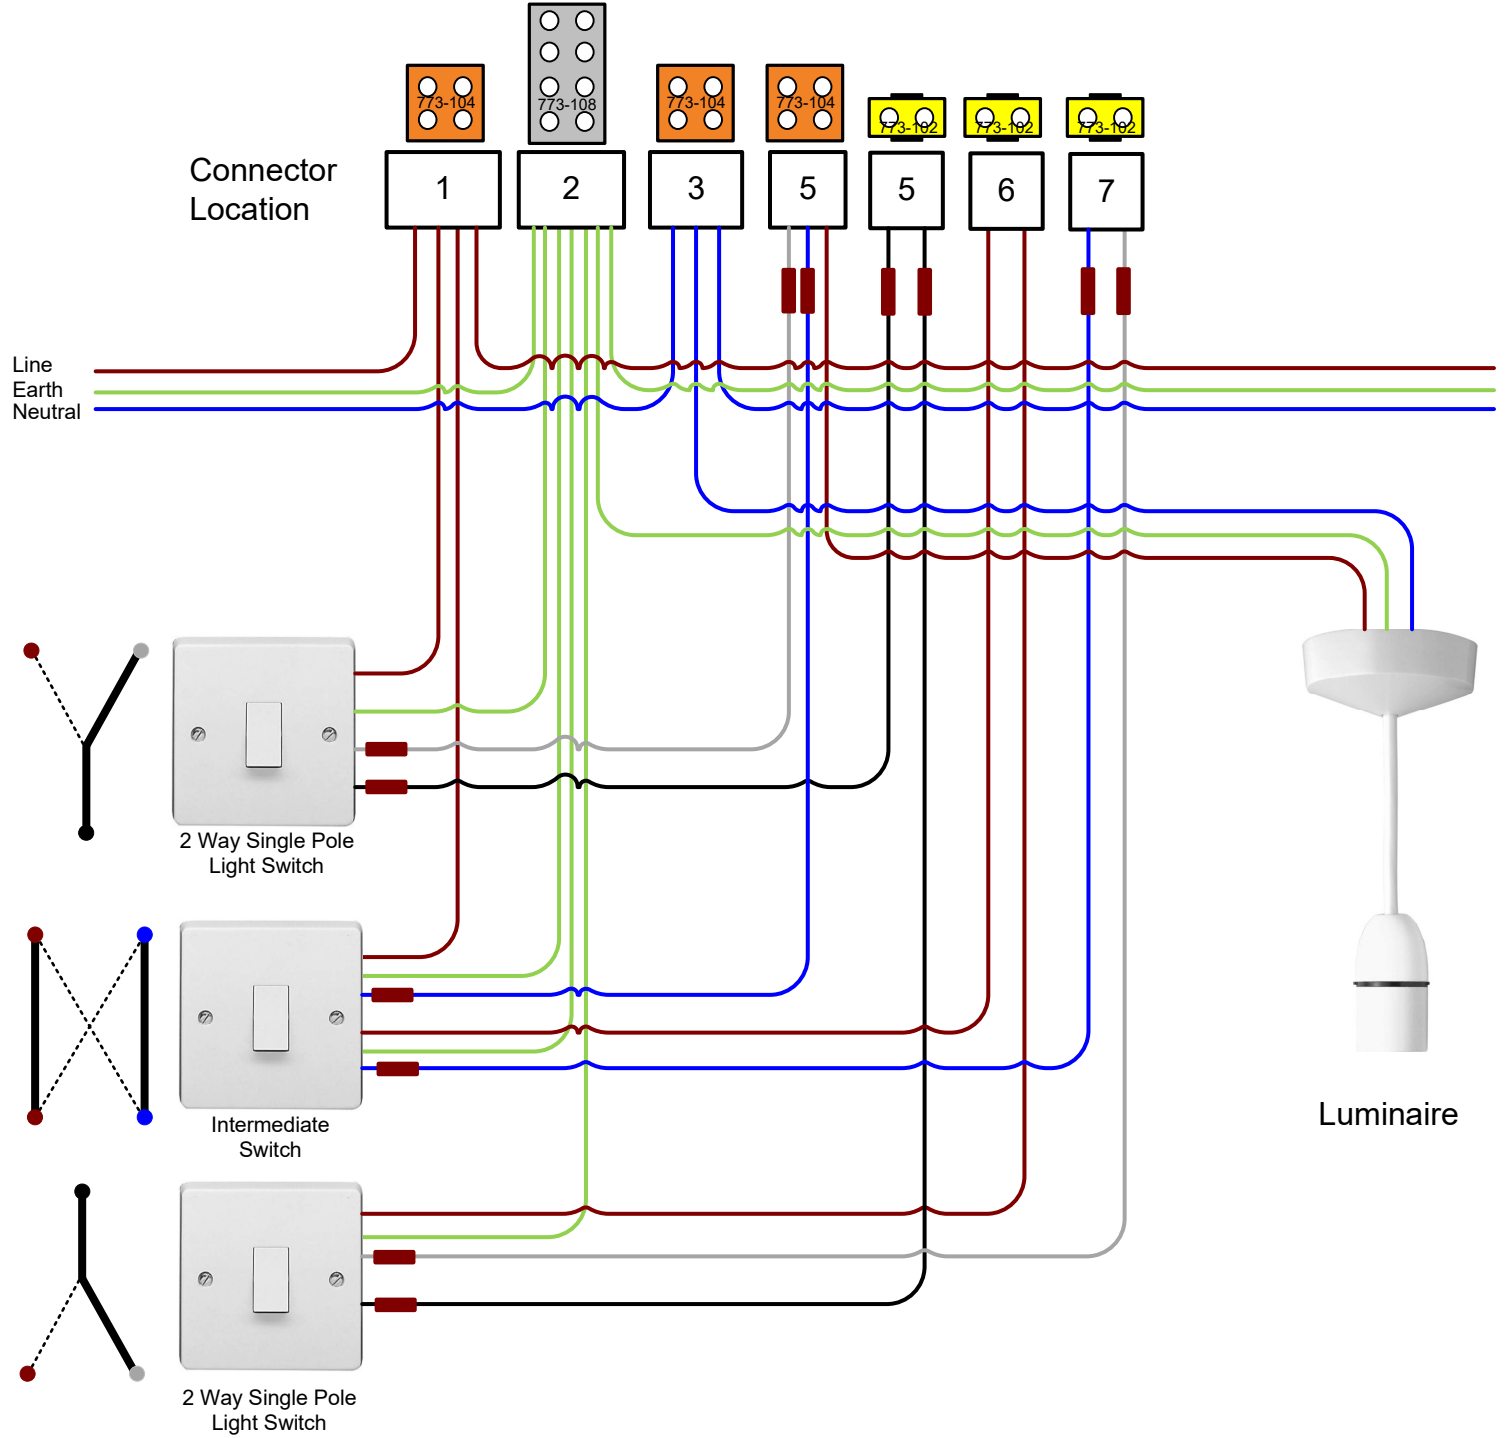 773-104
773-108
773-104
773-104
773-102
773-102
773-102
Connector
Location
1
2
3
5
5
6
7
Line
Earth
Neutral
2 Way Single Pole
Light Switch
Intermediate
Switch
Luminaire
2 Way Single Pole
Light Switch